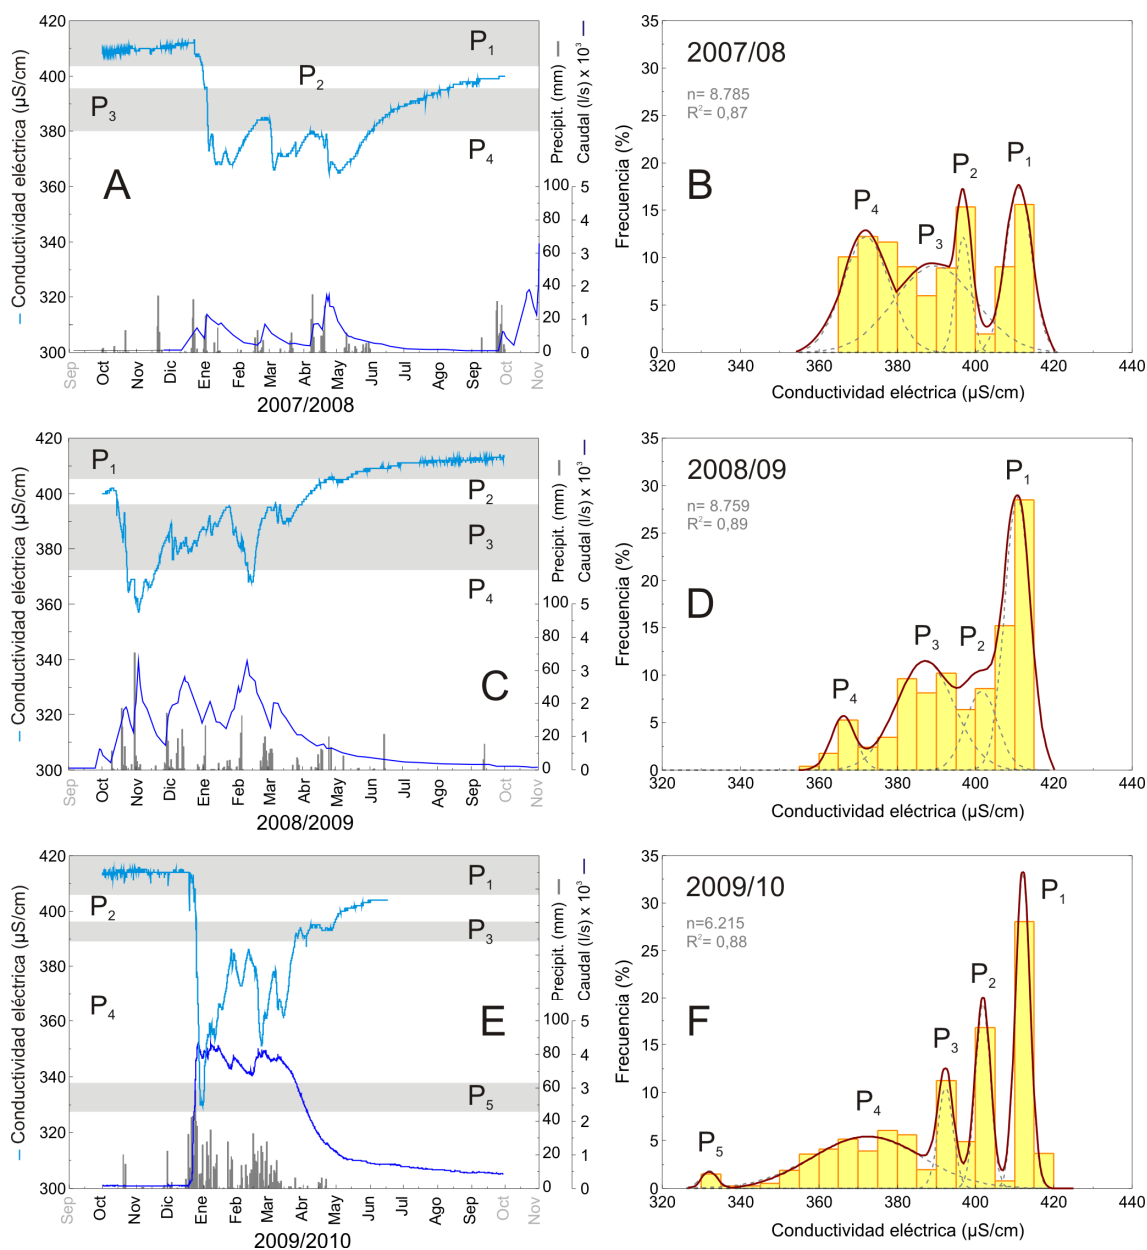 A
B
C
D
E
F
Conductividad eléctrica (µS/cm)
420
400
380
360
340
320
300
P1
P2
P3
P4
Precipit. (mm)
Caudal (l/s) x 10³
100
80
60
40
20
0
5
4
3
2
1
0
Sep Oct Nov Dic Ene Feb Mar Abr May Jun Jul Ago Sep Oct Nov
2007/2008
2007/08
n= 8.785
R²= 0,87
Frecuencia (%)
35
30
25
20
15
10
5
0
P4
P3
P2
P1
320 340 360 380 400 420 440
Conductividad eléctrica (µS/cm)
Conductividad eléctrica (µS/cm)
420
400
380
360
340
320
300
P1
P2
P3
P4
Precipit. (mm)
Caudal (l/s) x 10³
100
80
60
40
20
0
5
4
3
2
1
0
Sep Oct Nov Dic Ene Feb Mar Abr May Jun Jul Ago Sep Oct Nov
2008/2009
2008/09
n= 8.759
R²= 0,89
Frecuencia (%)
35
30
25
20
15
10
5
0
P4
P3
P2
P1
320 340 360 380 400 420 440
Conductividad eléctrica (µS/cm)
Conductividad eléctrica (µS/cm)
420
400
380
360
340
320
300
P1
P2
P3
P4
P5
Precipit. (mm)
Caudal (l/s) x 10³
100
80
60
40
20
0
5
4
3
2
1
0
Sep Oct Nov Dic Ene Feb Mar Abr May Jun Jul Ago Sep Oct Nov
2009/2010
2009/10
n=6.215
R²= 0,88
Frecuencia (%)
35
30
25
20
15
10
5
0
P5
P4
P3
P2
P1
320 340 360 380 400 420 440
Conductividad eléctrica (µS/cm)